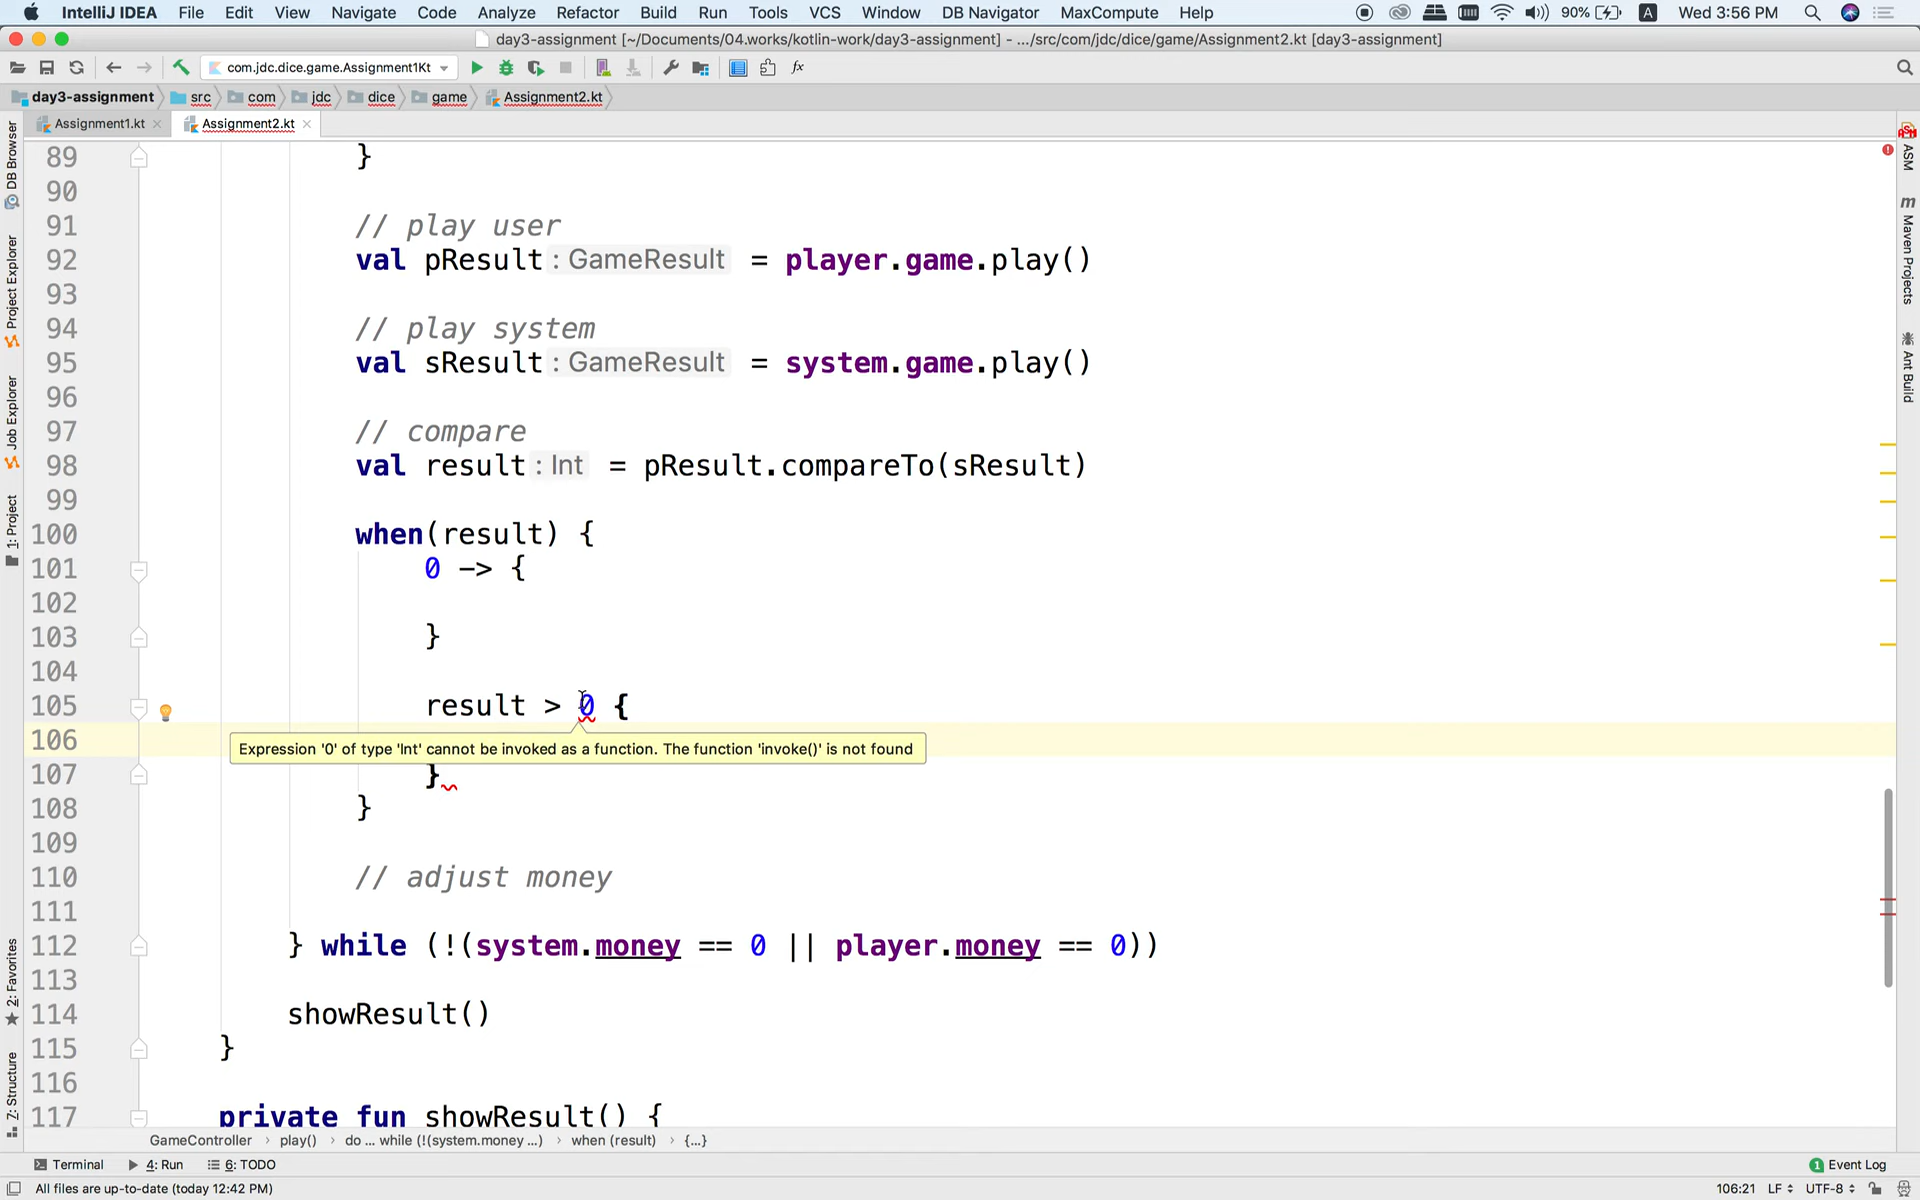 IntelliJ IDEA File Edit View Navigate Code Analyze Refactor Build Run Tools VCS Window DB Navigator MaxCompute Help 90% A Wed 3:56 PM
day3-assignment [~/Documents/04.works/kotlin-work/day3-assignment] - .../src/com/jdc/dice/game/Assignment2.kt [day3-assignment]
com.jdc.dice.game.Assignment1Kt
day3-assignment src com jdc dice game Assignment2.kt
Assignment1.kt Assignment2.kt
DB Browser
Project Explorer
Job Explorer
1: Project
2: Favorites
Z: Structure
ASM
m Maven Projects
Ant Build
89 }
90
91 // play user
92 val pResult : GameResult = player.game.play()
93
94 // play system
95 val sResult : GameResult = system.game.play()
96
97 // compare
98 val result : Int = pResult.compareTo(sResult)
99
100 when(result) {
101 0 -> {
102
103 }
104
105 result > 0 {
106
Expression '0' of type 'Int' cannot be invoked as a function. The function 'invoke()' is not found
107 }
108 }
109
110 // adjust money
111
112 } while (!(system.money == 0 || player.money == 0))
113
114 showResult()
115 }
116
117 private fun showResult() {
GameController › play() › do ... while (!(system.money ...) › when (result) › {...}
Terminal 4: Run 6: TODO 1 Event Log
All files are up-to-date (today 12:42 PM) 106:21 LF UTF-8